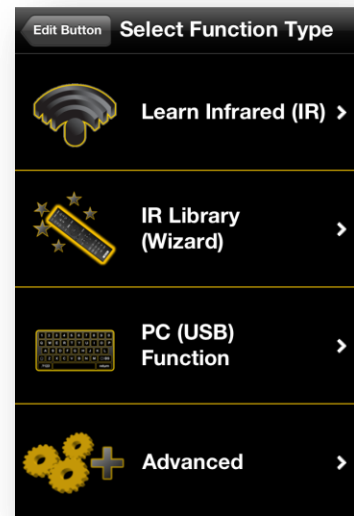 Edit Button Select Function Type
Learn Infrared (IR)
IR Library
(Wizard)
PC (USB)
Function
Advanced